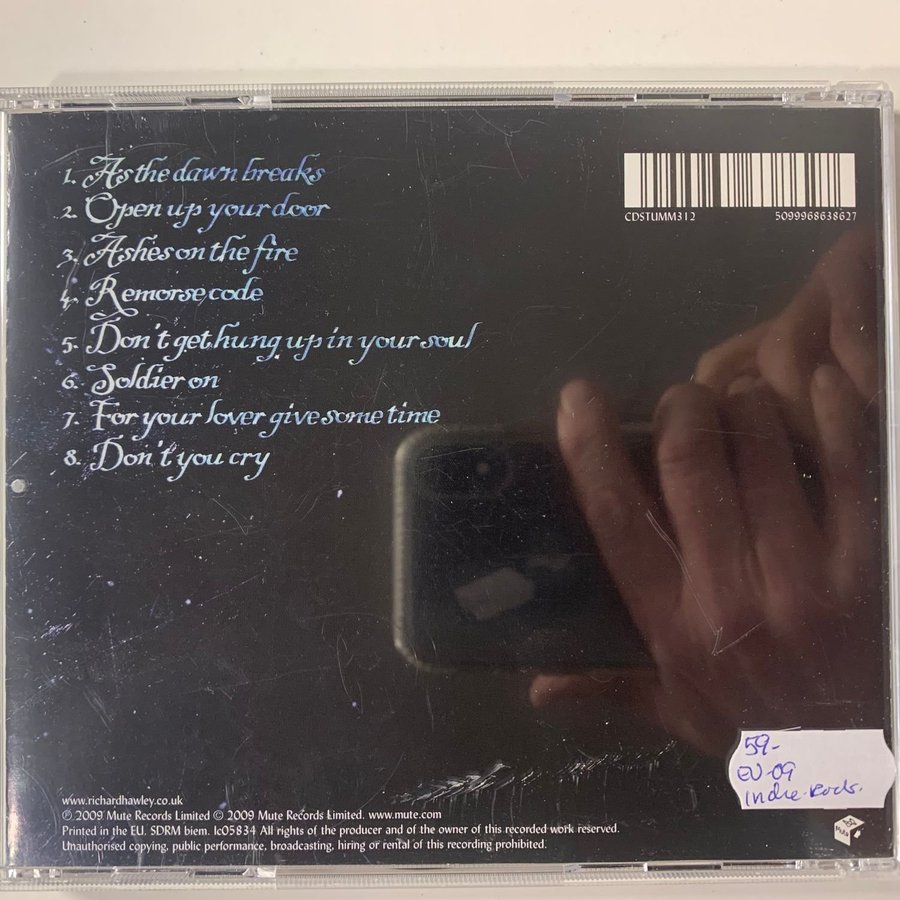 1. As the dawn breaks
2. Open up your door
3. Ashes on the fire
4. Remorse code
5. Don't get hung up in your soul
6. Soldier on
7. For your lover give some time
8. Don't you cry
CDSTUMM312 5099968638627
59-
EU-09
Indie-Rock.
www.richardhawley.co.uk
℗ 2009 Mute Records Limited © 2009 Mute Records Limited. www.mute.com
Printed in the EU. SDRM biem. lc05834 All rights of the producer and of the owner of this recorded work reserved.
Unauthorised copying, public performance, broadcasting, hiring or rental of this recording prohibited.
Mute